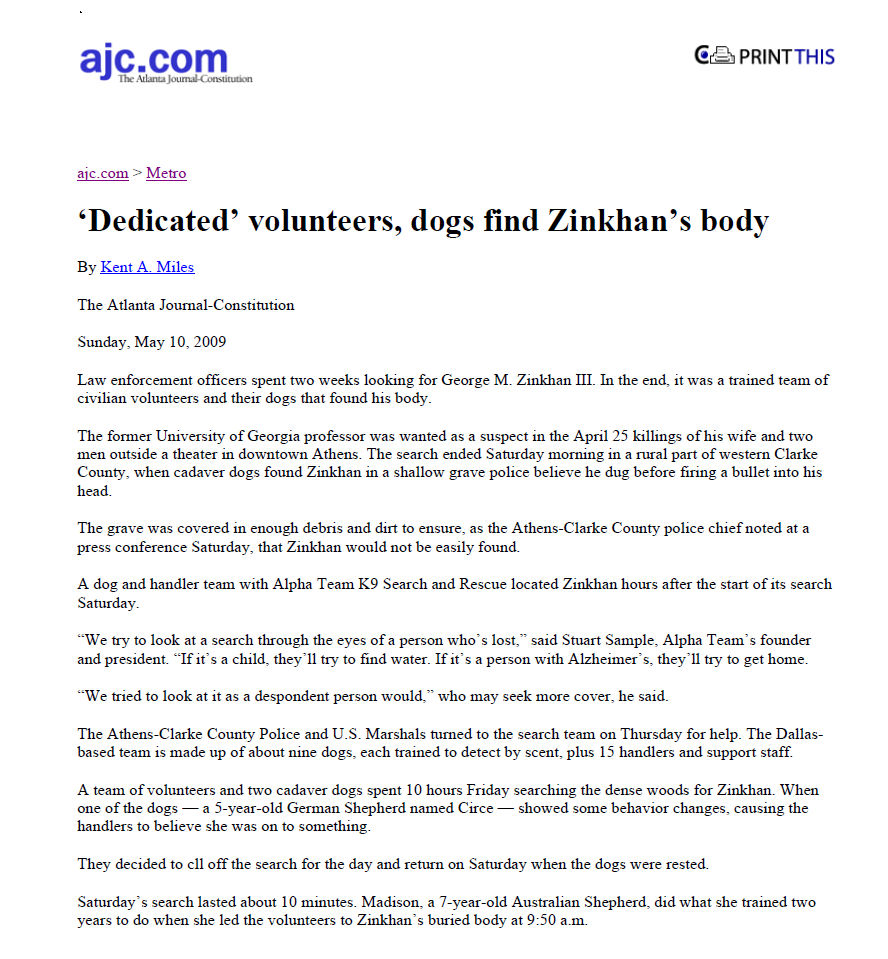 ajc.com
The Atlanta Journal-Constitution
PRINTTHIS
ajc.com > Metro
‘Dedicated’ volunteers, dogs find Zinkhan’s body
By Kent A. Miles
The Atlanta Journal-Constitution
Sunday, May 10, 2009
Law enforcement officers spent two weeks looking for George M. Zinkhan III. In the end, it was a trained team of
civilian volunteers and their dogs that found his body.
The former University of Georgia professor was wanted as a suspect in the April 25 killings of his wife and two
men outside a theater in downtown Athens. The search ended Saturday morning in a rural part of western Clarke
County, when cadaver dogs found Zinkhan in a shallow grave police believe he dug before firing a bullet into his
head.
The grave was covered in enough debris and dirt to ensure, as the Athens-Clarke County police chief noted at a
press conference Saturday, that Zinkhan would not be easily found.
A dog and handler team with Alpha Team K9 Search and Rescue located Zinkhan hours after the start of its search
Saturday.
“We try to look at a search through the eyes of a person who’s lost,” said Stuart Sample, Alpha Team’s founder
and president. “If it’s a child, they’ll try to find water. If it’s a person with Alzheimer’s, they’ll try to get home.
“We tried to look at it as a despondent person would,” who may seek more cover, he said.
The Athens-Clarke County Police and U.S. Marshals turned to the search team on Thursday for help. The Dallas-
based team is made up of about nine dogs, each trained to detect by scent, plus 15 handlers and support staff.
A team of volunteers and two cadaver dogs spent 10 hours Friday searching the dense woods for Zinkhan. When
one of the dogs — a 5-year-old German Shepherd named Circe — showed some behavior changes, causing the
handlers to believe she was on to something.
They decided to cll off the search for the day and return on Saturday when the dogs were rested.
Saturday’s search lasted about 10 minutes. Madison, a 7-year-old Australian Shepherd, did what she trained two
years to do when she led the volunteers to Zinkhan’s buried body at 9:50 a.m.